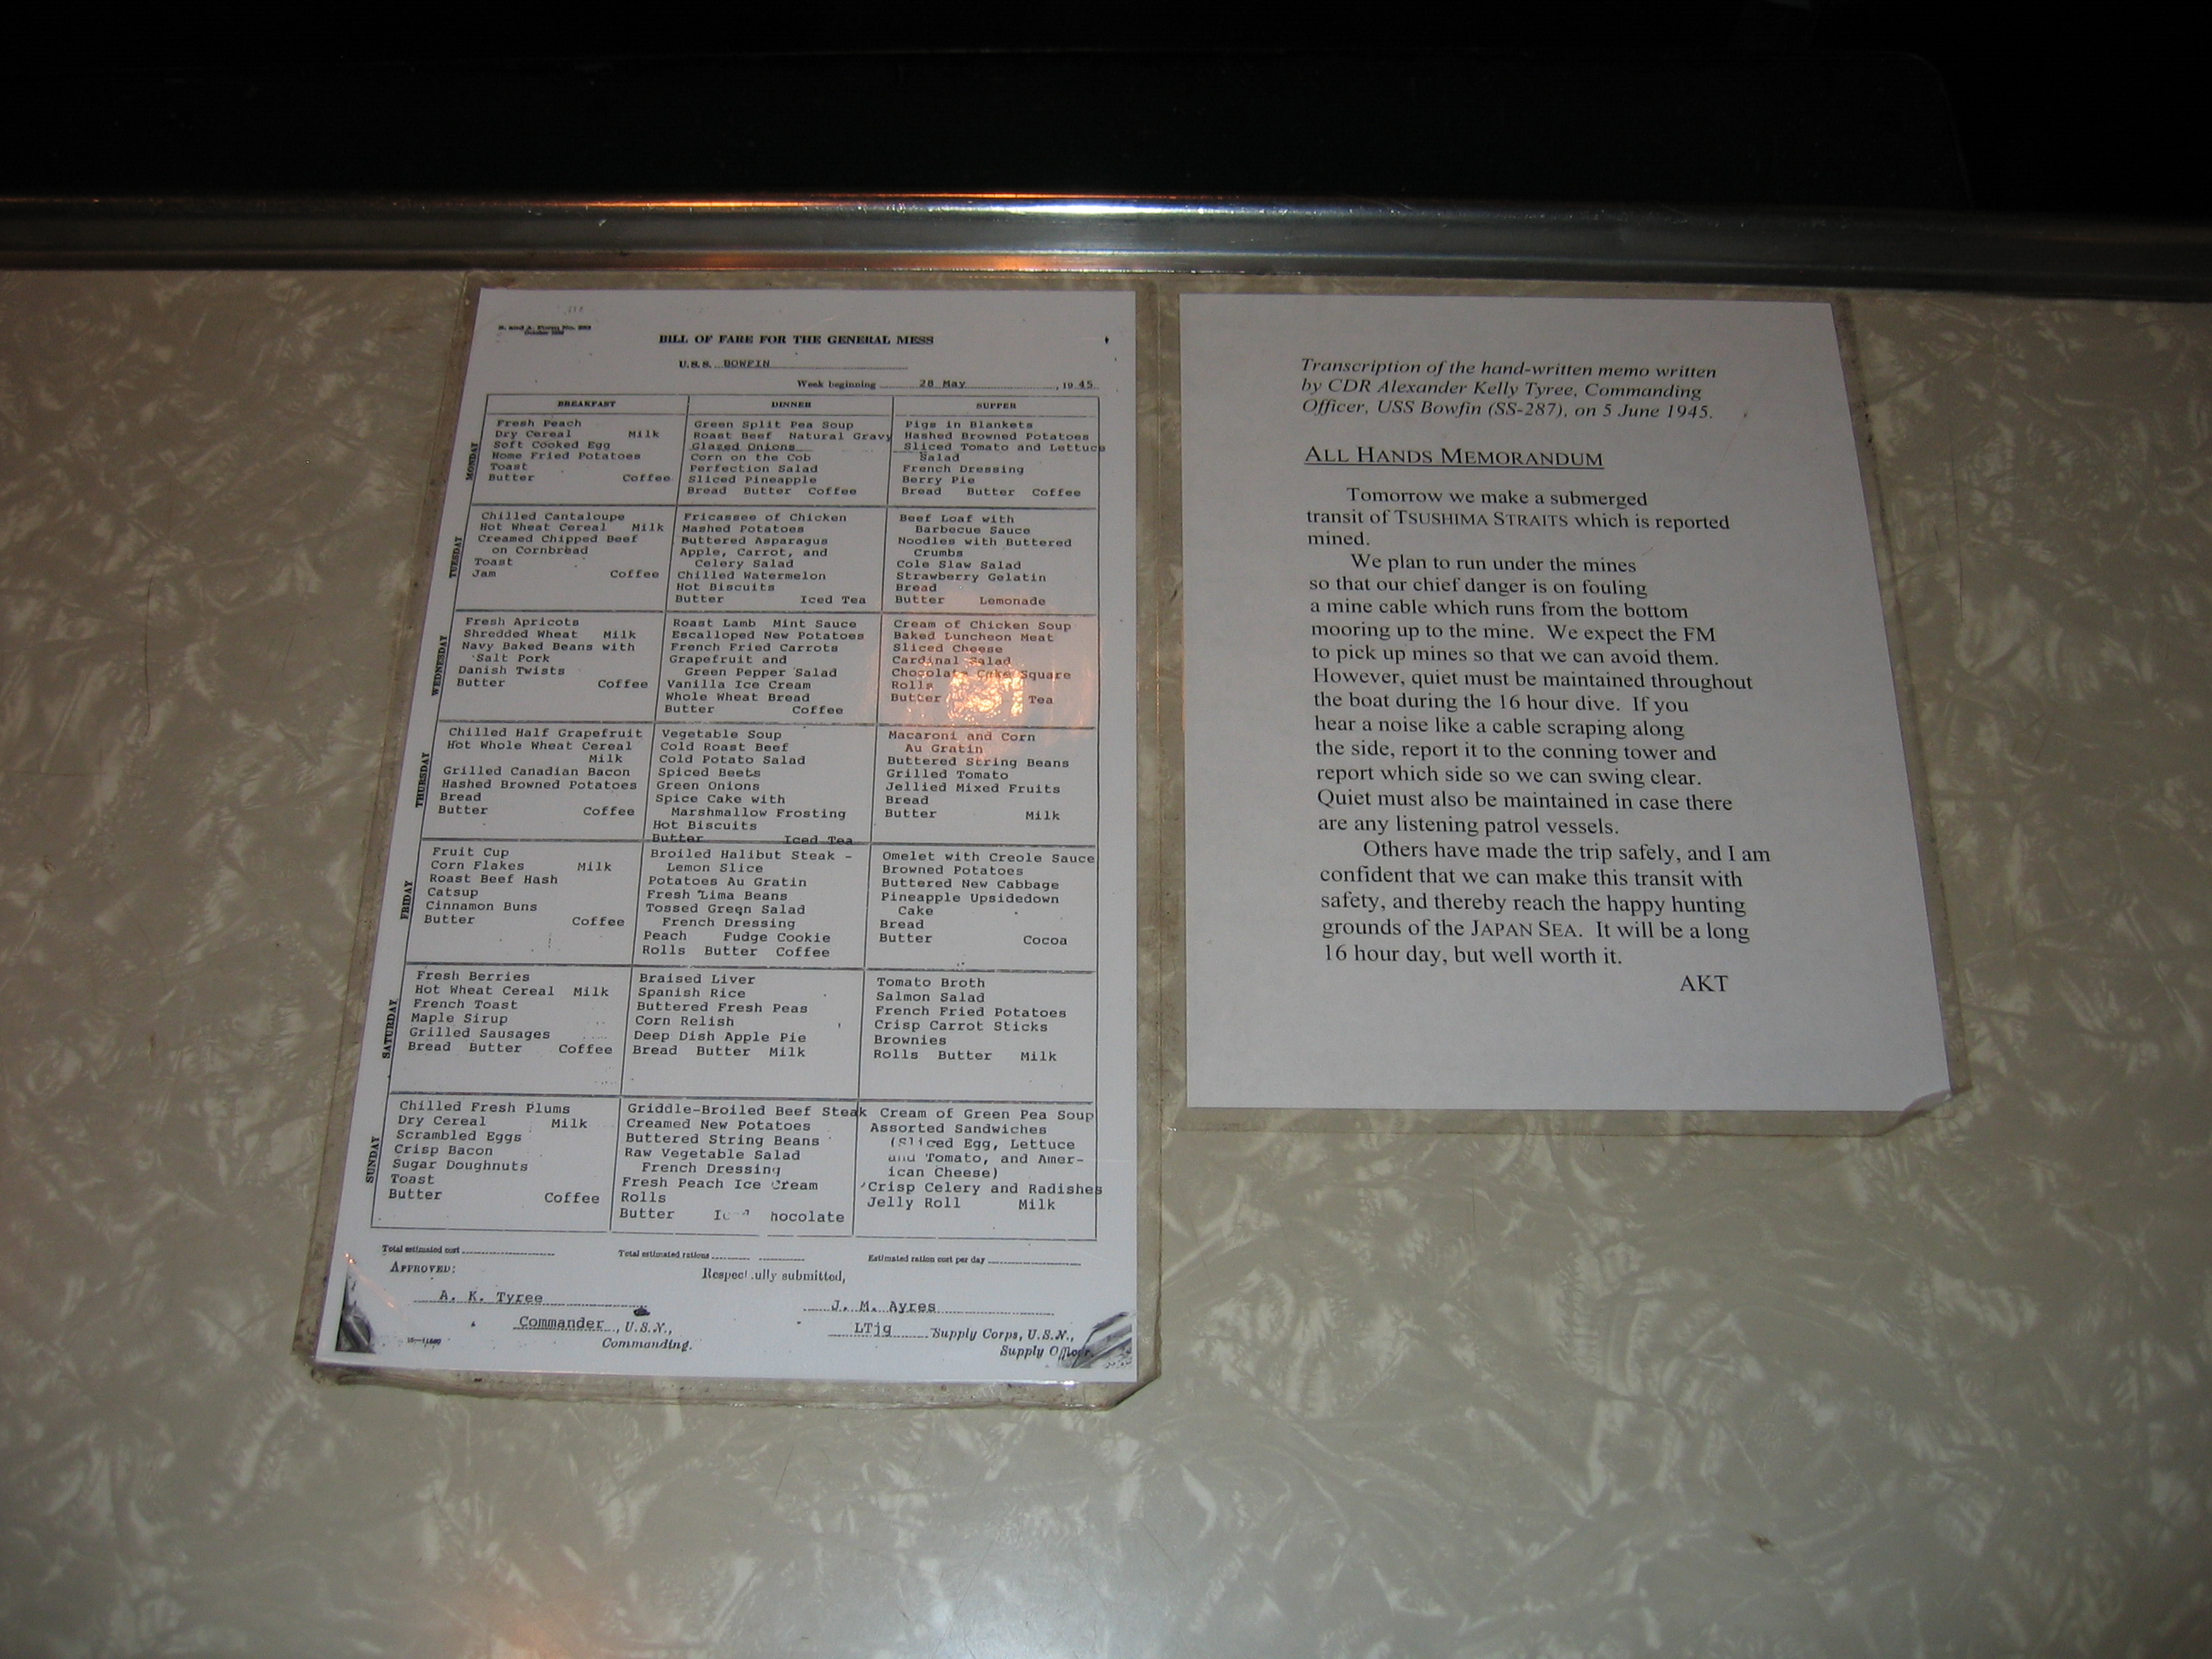 BILL OF FARE FOR THE GENERAL MESS
U.S.S. BOWFIN
Week beginning 28 May, 1945
BREAKFAST DINNER SUPPER
MONDAY
Fresh Peach
Dry Cereal Milk
Soft Cooked Egg
Home Fried Potatoes
Toast
Butter Coffee
Green Split Pea Soup
Roast Beef Natural Gravy
Glazed Onions
Corn on the Cob
Perfection Salad
Sliced Pineapple
Bread Butter Coffee
Pigs in Blankets
Hashed Browned Potatoes
Sliced Tomato and Lettuce
Salad
French Dressing
Berry Pie
Bread Butter Coffee
TUESDAY
Chilled Cantaloupe
Hot Wheat Cereal Milk
Creamed Chipped Beef
on Cornbread
Toast
Jam Coffee
Fricassee of Chicken
Mashed Potatoes
Buttered Asparagus
Apple, Carrot, and
Celery Salad
Chilled Watermelon
Hot Biscuits
Butter Iced Tea
Beef Loaf with
Barbecue Sauce
Noodles with Buttered
Crumbs
Cole Slaw Salad
Strawberry Gelatin
Bread
Butter Lemonade
WEDNESDAY
Fresh Apricots
Shredded Wheat Milk
Navy Baked Beans with
Salt Pork
Danish Twists
Butter Coffee
Roast Lamb Mint Sauce
Escalloped New Potatoes
French Fried Carrots
Grapefruit and
Green Pepper Salad
Vanilla Ice Cream
Whole Wheat Bread
Butter Coffee
Cream of Chicken Soup
Baked Luncheon Meat
Sliced Cheese
Cardinal Salad
Chocolate Cake Square
Rolls
Butter Tea
THURSDAY
Chilled Half Grapefruit
Hot Whole Wheat Cereal
Milk
Grilled Canadian Bacon
Hashed Browned Potatoes
Bread
Butter Coffee
Vegetable Soup
Cold Roast Beef
Cold Potato Salad
Spiced Beets
Green Onions
Spice Cake with
Marshmallow Frosting
Hot Biscuits
Butter Iced Tea
Macaroni and Corn
Au Gratin
Buttered String Beans
Grilled Tomato
Jellied Mixed Fruits
Bread
Butter Milk
FRIDAY
Fruit Cup
Corn Flakes Milk
Roast Beef Hash
Catsup
Cinnamon Buns
Butter Coffee
Broiled Halibut Steak -
Lemon Slice
Potatoes Au Gratin
Fresh Lima Beans
Tossed Green Salad
French Dressing
Peach Fudge Cookie
Rolls Butter Coffee
Omelet with Creole Sauce
Browned Potatoes
Buttered New Cabbage
Pineapple Upsidedown
Cake
Bread
Butter Cocoa
SATURDAY
Fresh Berries
Hot Wheat Cereal Milk
French Toast
Maple Sirup
Grilled Sausages
Bread Butter Coffee
Braised Liver
Spanish Rice
Buttered Fresh Peas
Corn Relish
Deep Dish Apple Pie
Bread Butter Milk
Tomato Broth
Salmon Salad
French Fried Potatoes
Crisp Carrot Sticks
Brownies
Rolls Butter Milk
SUNDAY
Chilled Fresh Plums
Dry Cereal Milk
Scrambled Eggs
Crisp Bacon
Sugar Doughnuts
Toast
Butter Coffee
Griddle-Broiled Beef Steak
Creamed New Potatoes
Buttered String Beans
Raw Vegetable Salad
French Dressing
Fresh Peach Ice Cream
Rolls
Butter hocolate
Cream of Green Pea Soup
Assorted Sandwiches
(Sliced Egg, Lettuce
and Tomato, and Amer-
ican Cheese)
Crisp Celery and Radishes
Jelly Roll Milk
Total estimated cost Total estimated rations Estimated ration cost per day
APPROVED: Respectfully submitted,
A. K. Tyree J. M. Ayres
Commander, U.S.N., LTjg Supply Corps, U.S.N.,
Commanding. Supply Officer.
Transcription of the hand-written memo written
by CDR Alexander Kelly Tyree, Commanding
Officer, USS Bowfin (SS-287), on 5 June 1945.
ALL HANDS MEMORANDUM
Tomorrow we make a submerged
transit of TSUSHIMA STRAITS which is reported
mined.
We plan to run under the mines
so that our chief danger is on fouling
a mine cable which runs from the bottom
mooring up to the mine. We expect the FM
to pick up mines so that we can avoid them.
However, quiet must be maintained throughout
the boat during the 16 hour dive. If you
hear a noise like a cable scraping along
the side, report it to the conning tower and
report which side so we can swing clear.
Quiet must also be maintained in case there
are any listening patrol vessels.
Others have made the trip safely, and I am
confident that we can make this transit with
safety, and thereby reach the happy hunting
grounds of the JAPAN SEA. It will be a long
16 hour day, but well worth it.
AKT